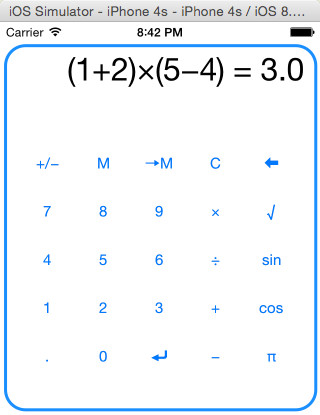 iOS Simulator - iPhone 4s - iPhone 4s / iOS 8....
Carrier 8:42 PM
(1+2)×(5−4) = 3.0
+/− M →M C ⬅
7 8 9 × √
4 5 6 ÷ sin
1 2 3 + cos
. 0 ↵ − π